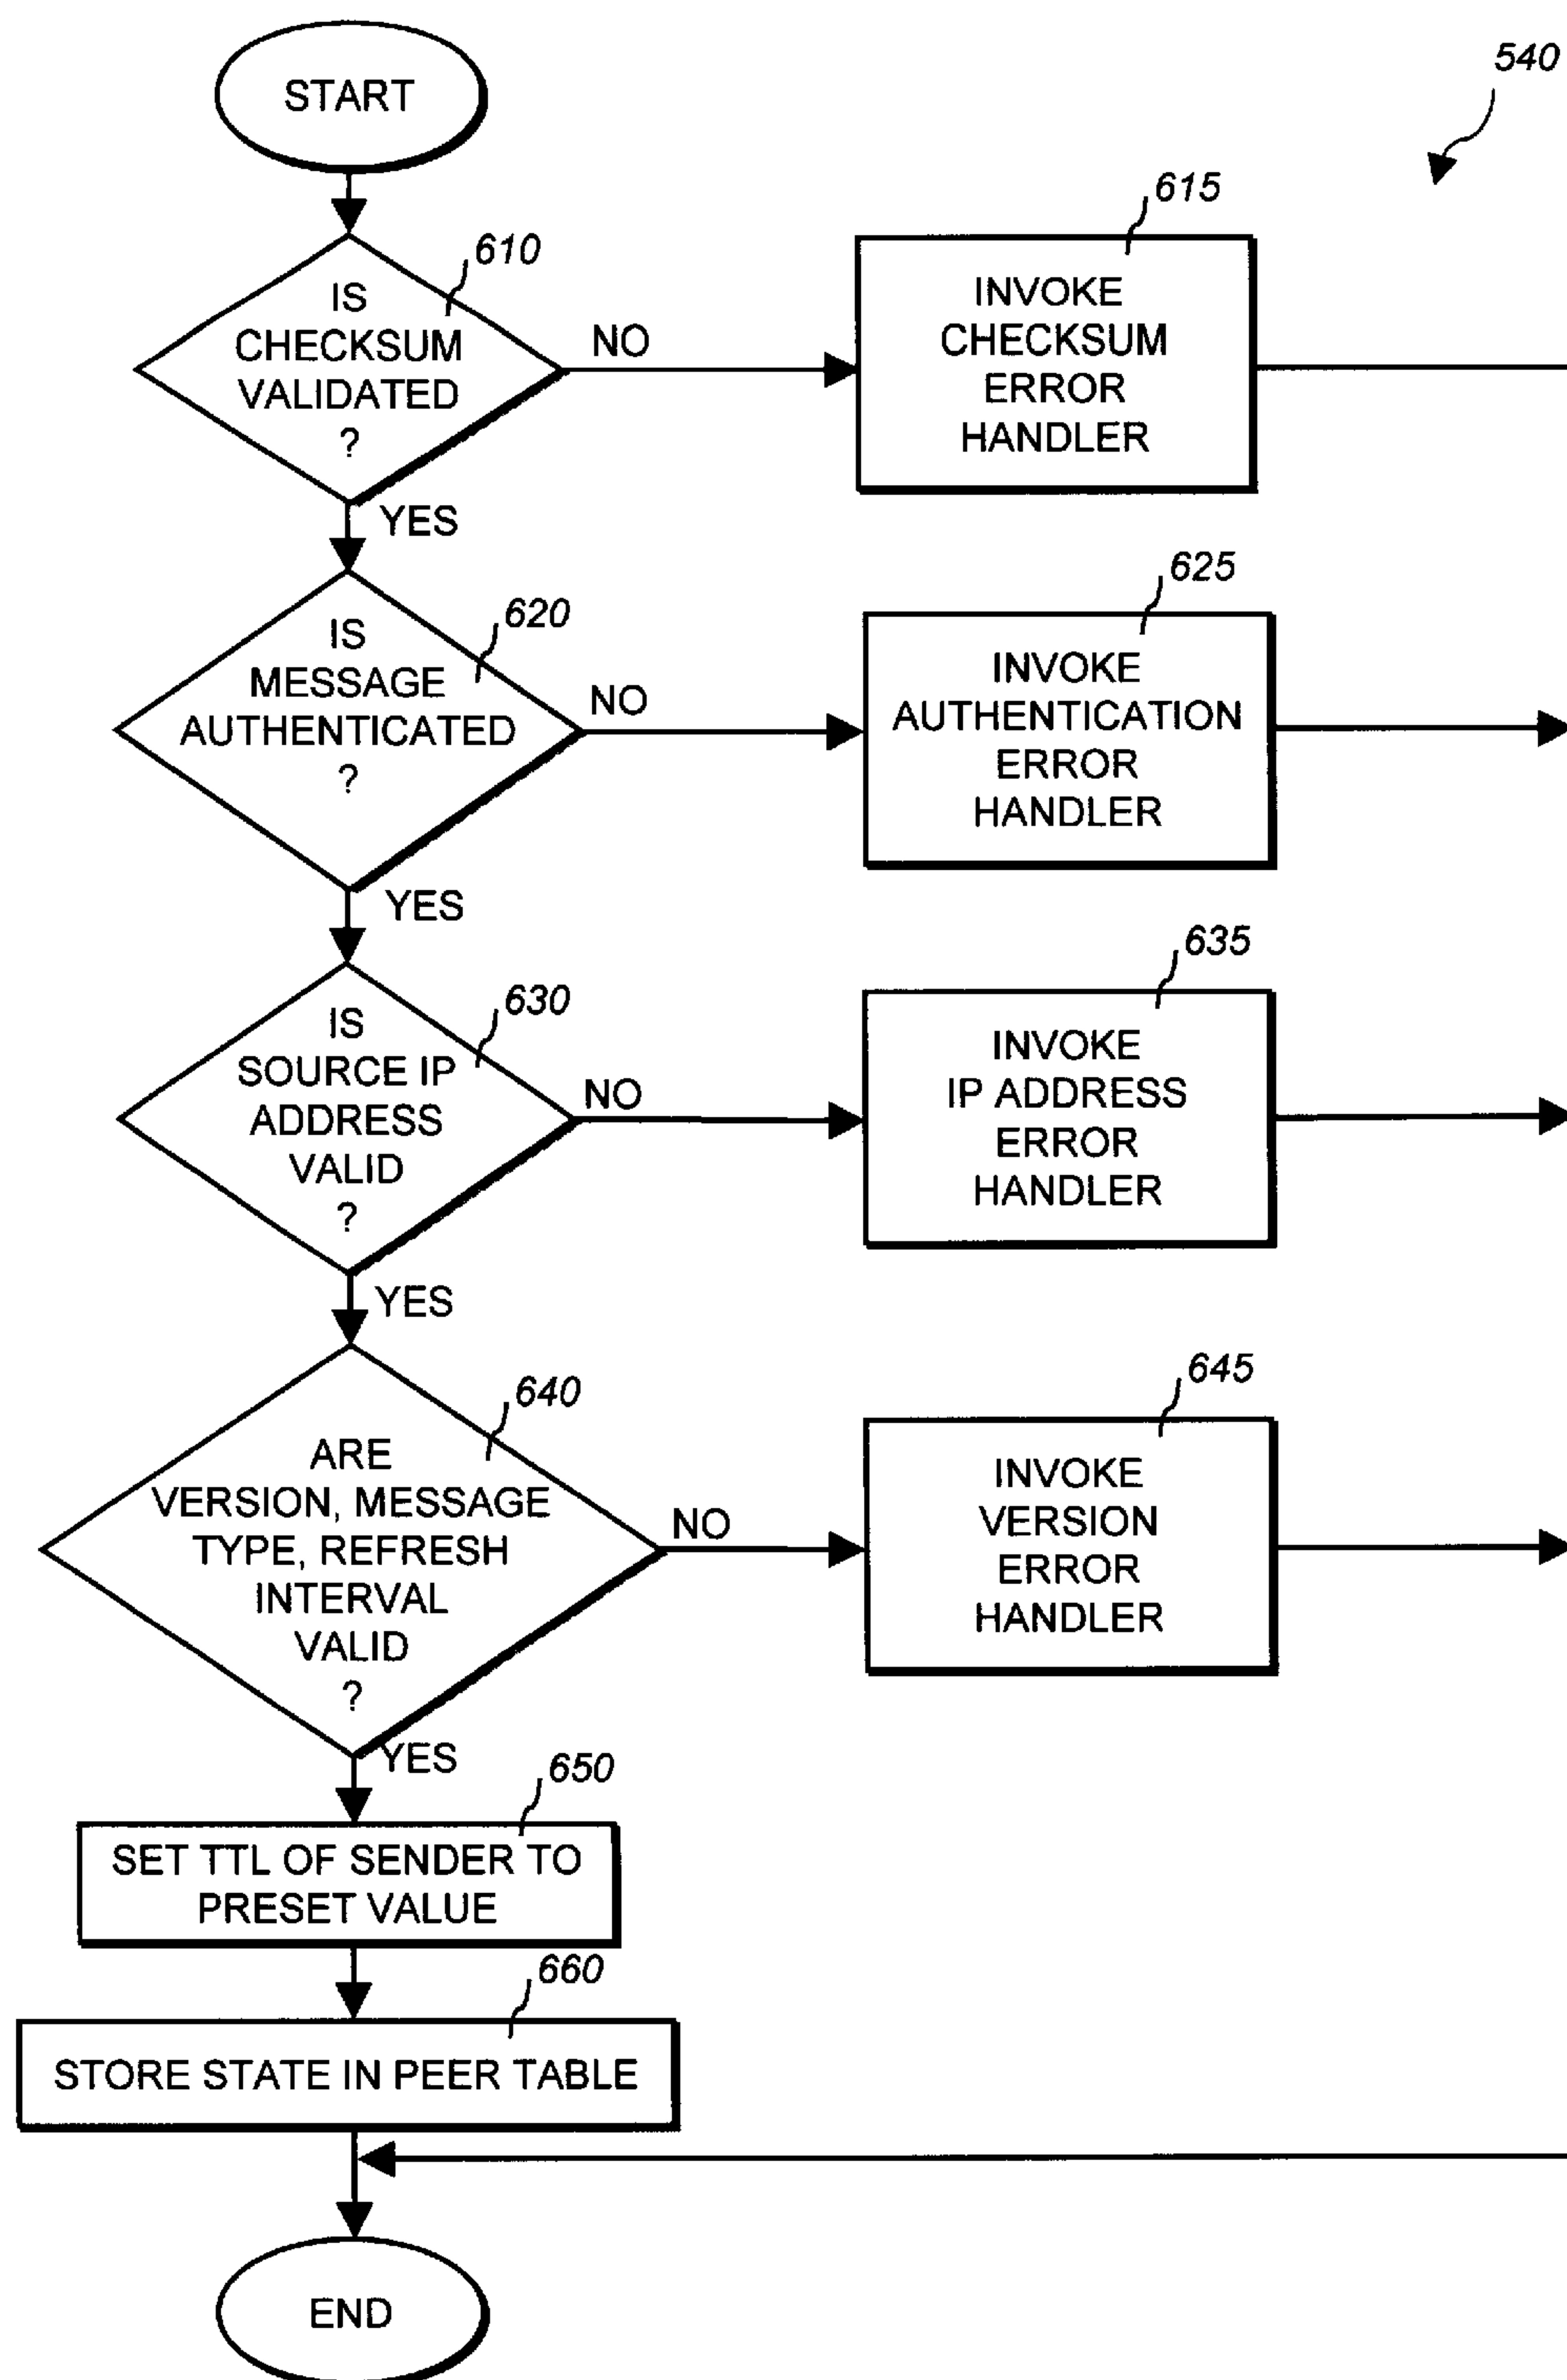 START
540
610
IS
CHECKSUM
VALIDATED
?
NO
615
INVOKE
CHECKSUM
ERROR
HANDLER
YES
620
IS
MESSAGE
AUTHENTICATED
?
NO
625
INVOKE
AUTHENTICATION
ERROR
HANDLER
YES
630
IS
SOURCE IP
ADDRESS
VALID
?
NO
635
INVOKE
IP ADDRESS
ERROR
HANDLER
YES
640
ARE
VERSION, MESSAGE
TYPE, REFRESH
INTERVAL
VALID
?
NO
645
INVOKE
VERSION
ERROR
HANDLER
YES
650
SET TTL OF SENDER TO
PRESET VALUE
660
STORE STATE IN PEER TABLE
END